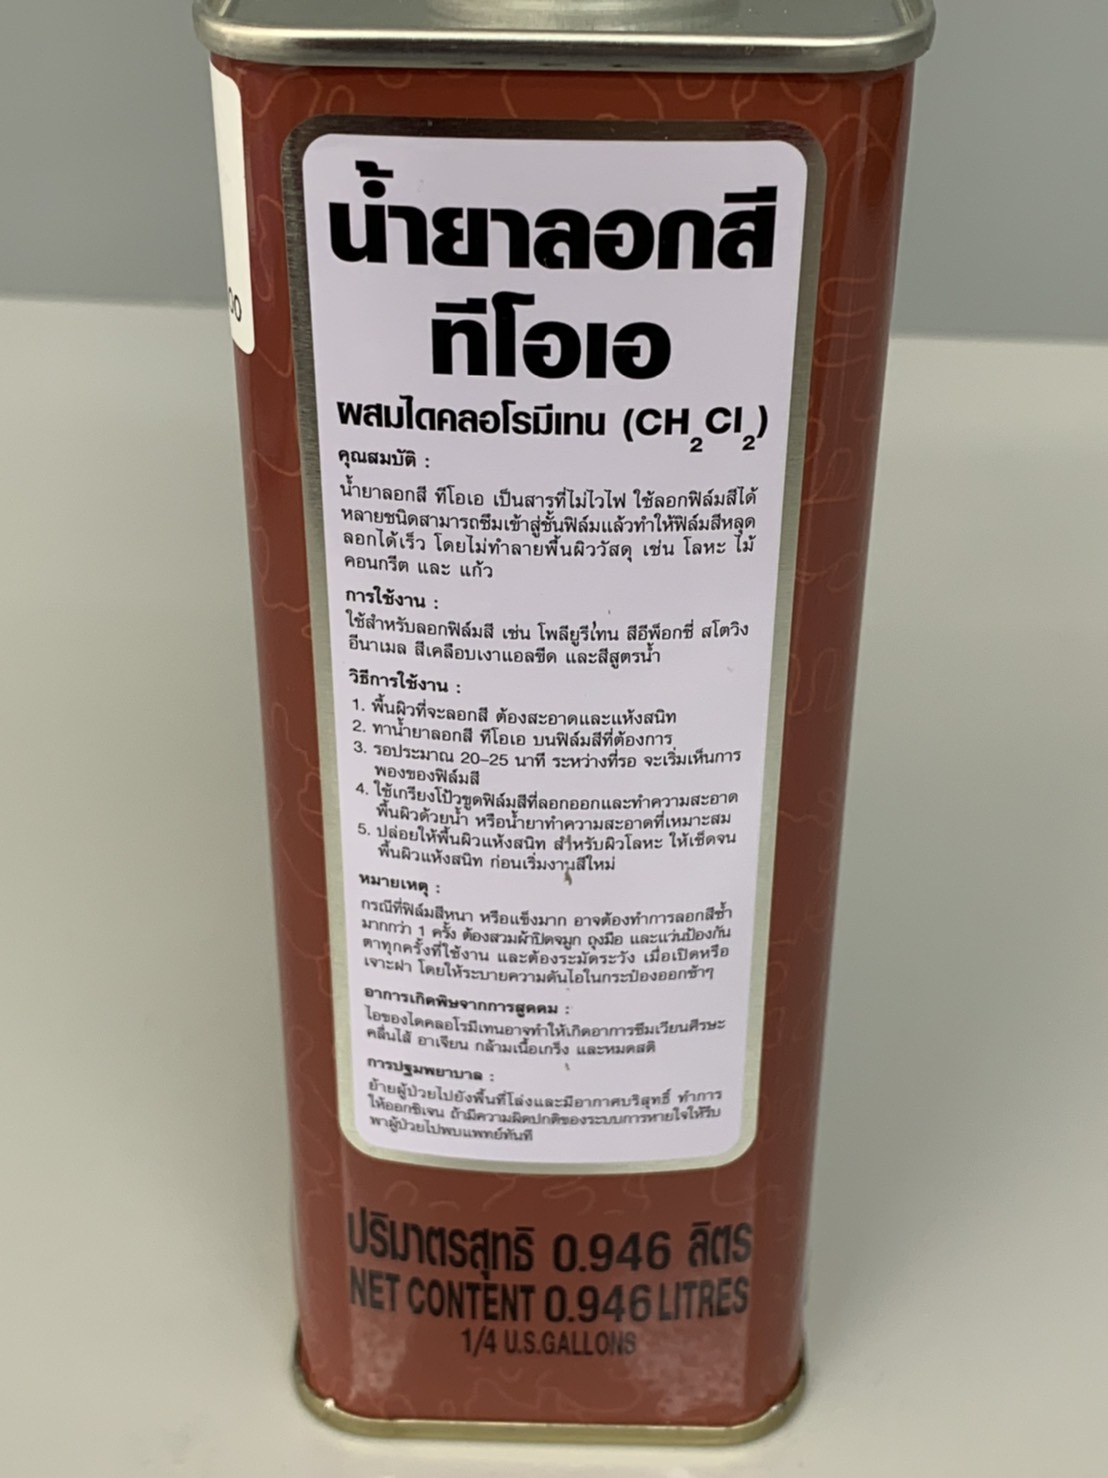 น้ำยาลอกสี
ทีโอเอ
ผสมไดคลอโรมีเทน (CH2Cl2)
คุณสมบัติ :
น้ำยาลอกสี ทีโอเอ เป็นสารที่ไม่ไวไฟ ใช้ลอกฟิล์มสีได้
หลายชนิดสามารถซึมเข้าสู่ชั้นฟิล์มแล้วทำให้ฟิล์มสีหลุด
ลอกได้เร็ว โดยไม่ทำลายพื้นผิววัสดุ เช่น โลหะ ไม้
คอนกรีต และ แก้ว
การใช้งาน :
ใช้สำหรับลอกฟิล์มสี เช่น โพลียูรีเทน สีอีพ็อกซี่ สโตวิง
อีนาเมล สีเคลือบเงาแอลขีด และสีสูตรน้ำ
วิธีการใช้งาน :
1. พื้นผิวที่จะลอกสี ต้องสะอาดและแห้งสนิท
2. ทาน้ำยาลอกสี ทีโอเอ บนฟิล์มสีที่ต้องการ
3. รอประมาณ 20-25 นาที ระหว่างที่รอ จะเริ่มเห็นการ
พองของฟิล์มสี
4. ใช้เกรียงโป้วขูดฟิล์มสีที่ลอกออกและทำความสะอาด
พื้นผิวด้วยน้ำ หรือน้ำยาทำความสะอาดที่เหมาะสม
5. ปล่อยให้พื้นผิวแห้งสนิท สำหรับผิวโลหะ ให้เช็ดจน
พื้นผิวแห้งสนิท ก่อนเริ่มงานสีใหม่
หมายเหตุ :
กรณีที่ฟิล์มสีหนา หรือแข็งมาก อาจต้องทำการลอกสีซ้ำ
มากกว่า 1 ครั้ง ต้องสวมผ้าปิดจมูก ถุงมือ และแว่นป้องกัน
ตาทุกครั้งที่ใช้งาน และต้องระมัดระวัง เมื่อเปิดหรือ
เจาะฝา โดยให้ระบายความดันไอในกระป๋องออกช้าๆ
อาการเกิดพิษจากการสูดดม :
ไอของไดคลอโรมีเทนอาจทำให้เกิดอาการซึมเวียนศีรษะ
คลื่นไส้ อาเจียน กล้ามเนื้อเกร็ง และหมดสติ
การปฐมพยาบาล :
ย้ายผู้ป่วยไปยังพื้นที่โล่งและมีอากาศบริสุทธิ์ ทำการ
ให้ออกซิเจน ถ้ามีความผิดปกติของระบบการหายใจให้รีบ
พาผู้ป่วยไปพบแพทย์ทันที
ปริมาตรสุทธิ 0.946 ลิตร
NET CONTENT 0.946 LITRES
1/4 U.S.GALLONS